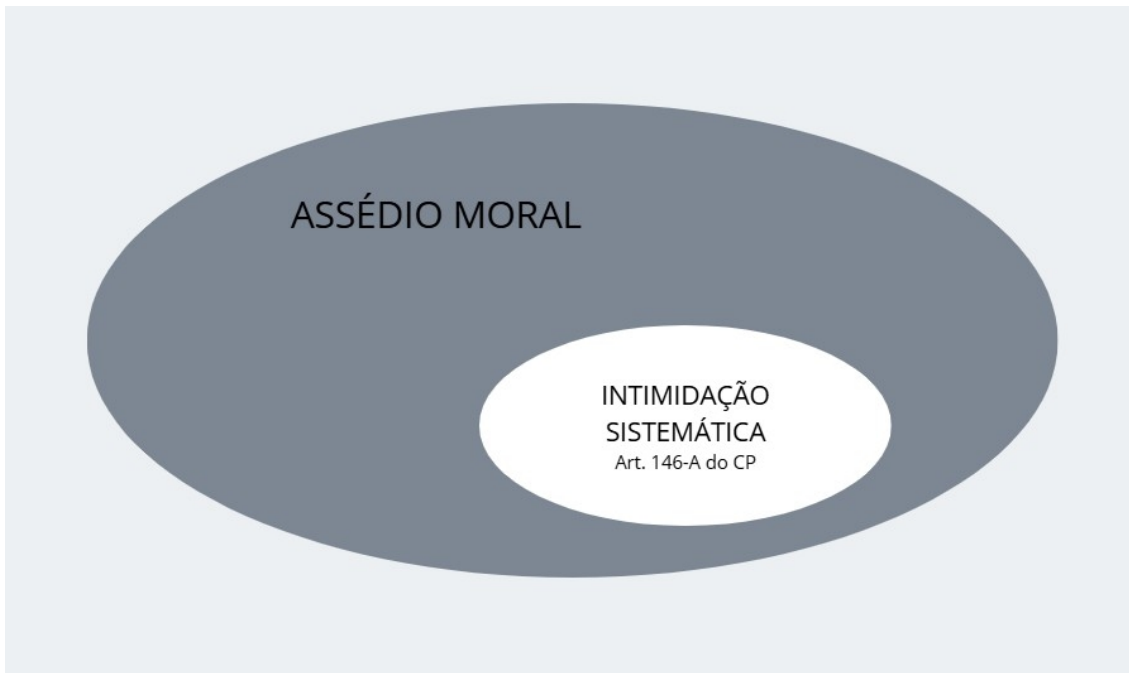 ASSÉDIO MORAL
INTIMIDAÇÃO
SISTEMÁTICA
Art. 146-A do CP